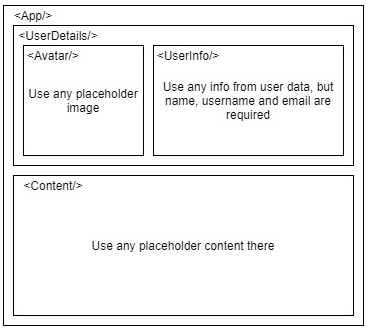 <App/>
<UserDetails/>
<Avatar/>
Use any placeholder
image
<UserInfo/>
Use any info from user data, but
name, username and email are
required
<Content/>
Use any placeholder content there